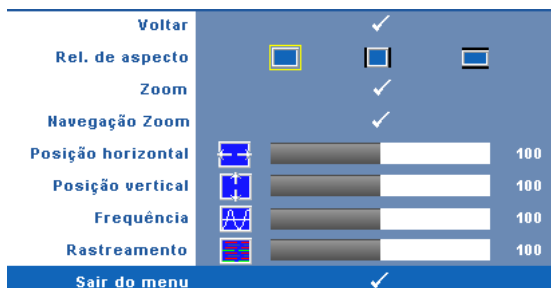 Voltar
Rel. de aspecto
Zoom
Navegação Zoom
Posição horizontal 100
Posição vertical 100
Frequência 100
Rastreamento 100
Sair do menu